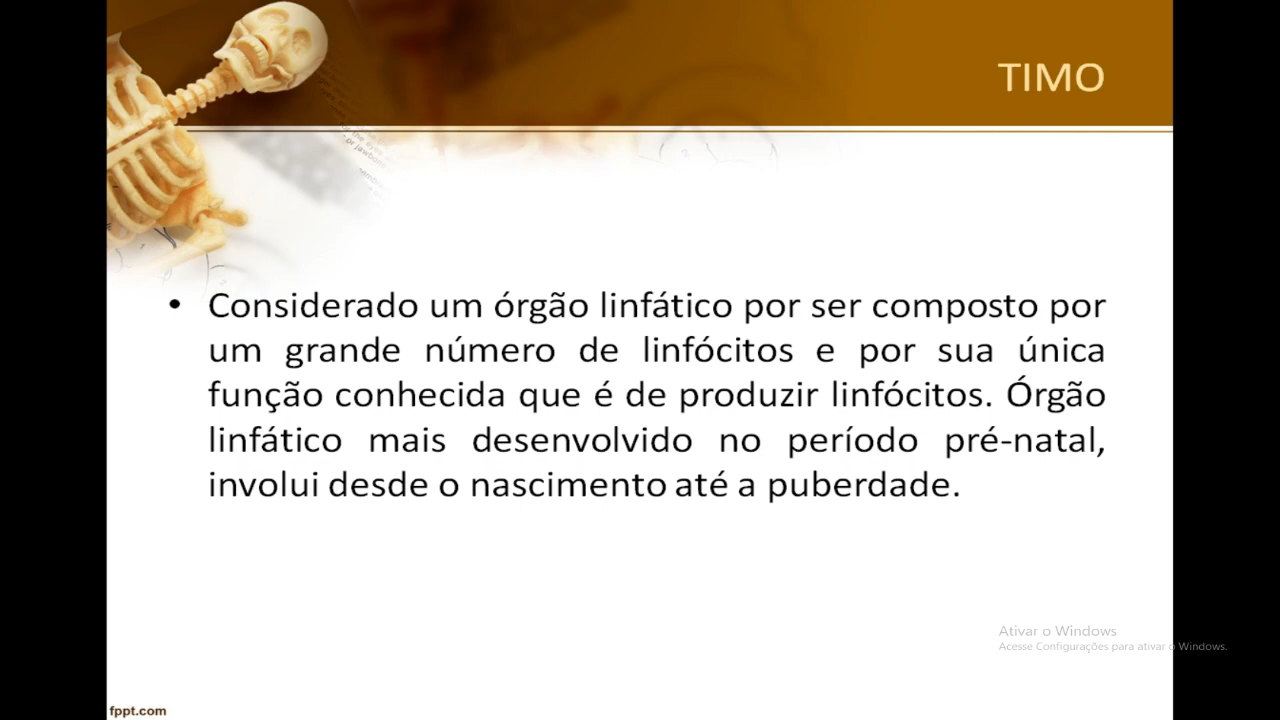 TIMO
• Considerado um órgão linfático por ser composto por
um grande número de linfócitos e por sua única
função conhecida que é de produzir linfócitos. Órgão
linfático mais desenvolvido no período pré-natal,
involui desde o nascimento até a puberdade.
Ativar o Windows
Acesse Configurações para ativar o Windows.
fppt.com